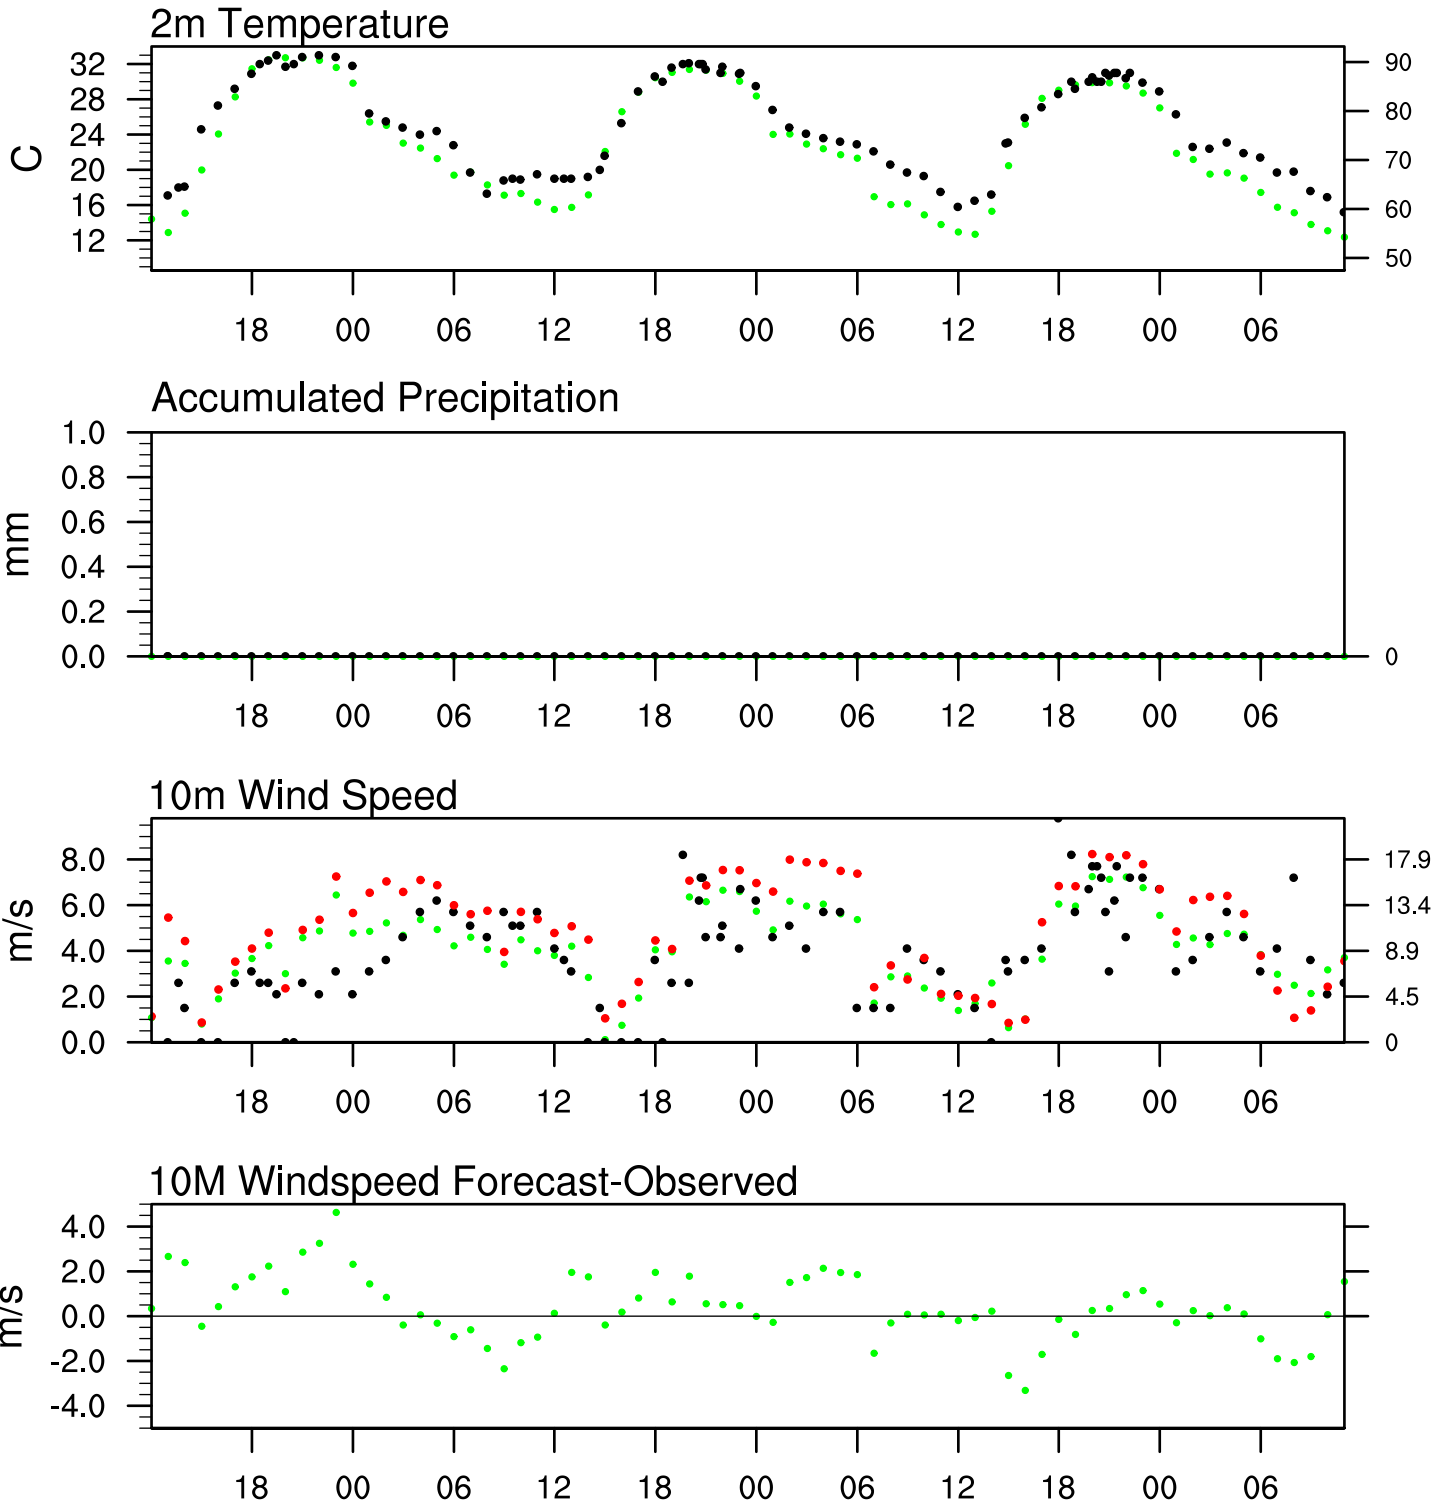 2m Temperature
32 90
28
80
24
C
20 70
16 60
12
50
18 00 06 12 18 00 06 12 18 00 06
Accumulated Precipitation
1.0
0.8
0.6
mm
0.4
0.2
0.0 0
18 00 06 12 18 00 06 12 18 00 06
10m Wind Speed
8.0 17.9
6.0 13.4
m/s
4.0 8.9
2.0 4.5
0.0 0
18 00 06 12 18 00 06 12 18 00 06
10M Windspeed Forecast-Observed
4.0
2.0
0.0
m/s
-2.0
-4.0
18 00 06 12 18 00 06 12 18 00 06